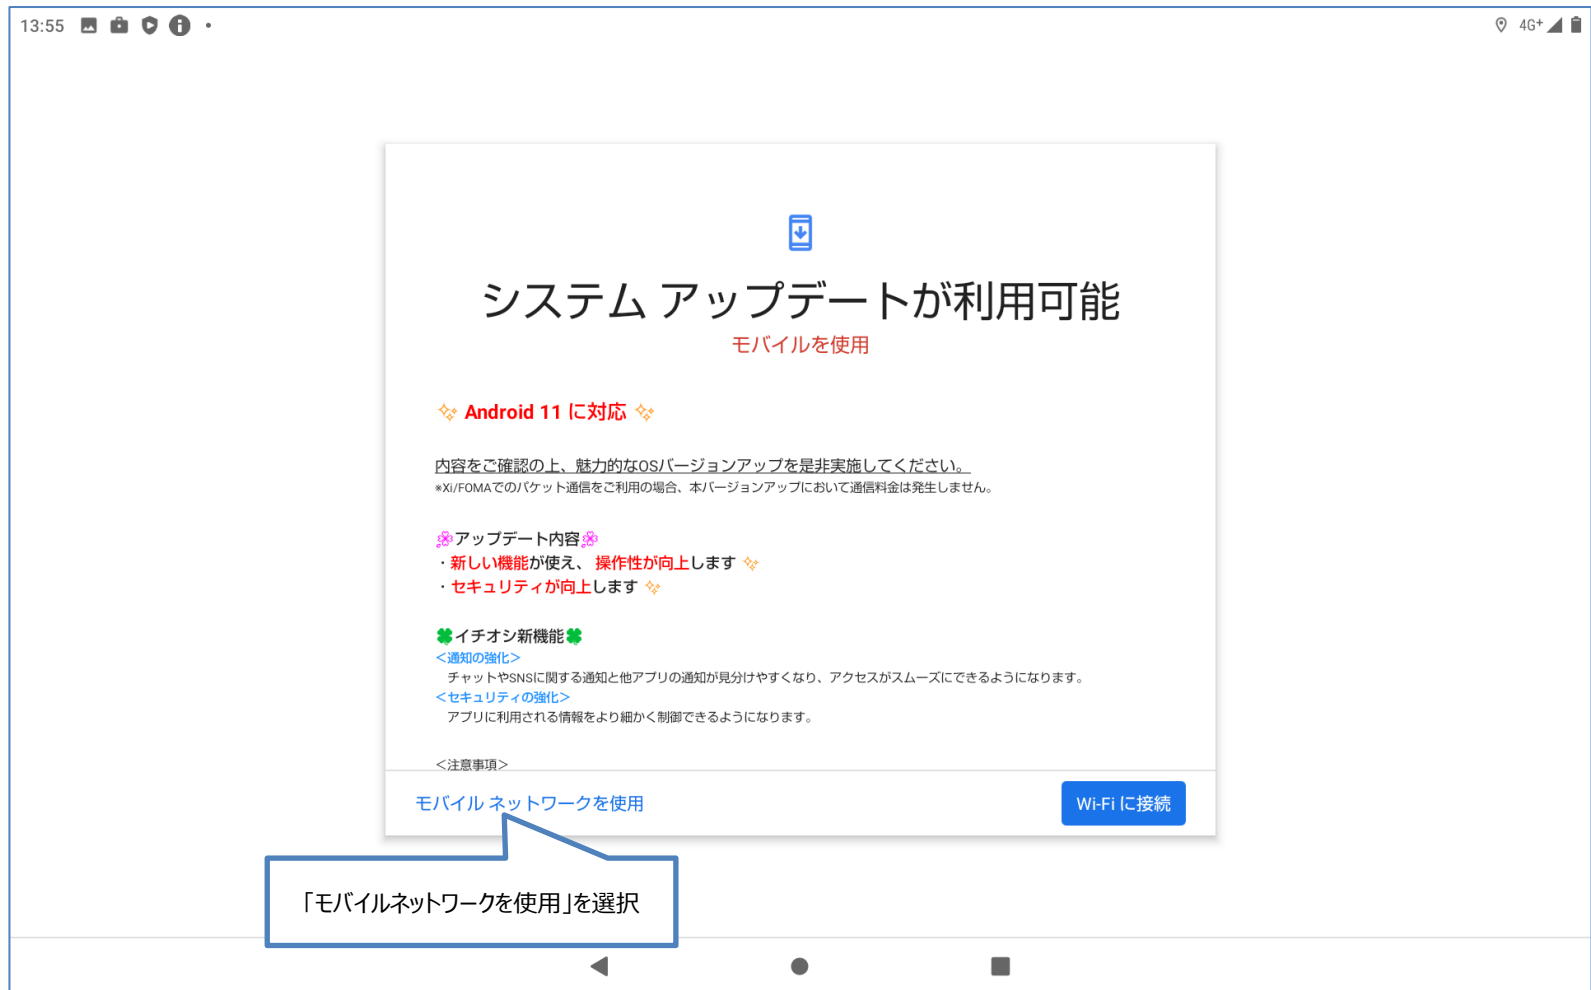 13:55
4G+
システム アップデートが利用可能
モバイルを使用
Android 11 に対応
内容をご確認の上、魅力的なOSバージョンアップを是非実施してください。
※Xi/FOMAでのパケット通信をご利用の場合、本バージョンアップにおいて通信料金は発生しません。
アップデート内容
・新しい機能が使え、 操作性が向上します
・セキュリティが向上します
イチオシ新機能
＜通知の強化＞
チャットやSNSに関する通知と他アプリの通知が見分けやすくなり、アクセスがスムーズにできるようになります。
＜セキュリティの強化＞
アプリに利用される情報をより細かく制御できるようになります。
＜注意事項＞
モバイル ネットワークを使用
Wi-Fi に接続
「モバイルネットワークを使用」を選択